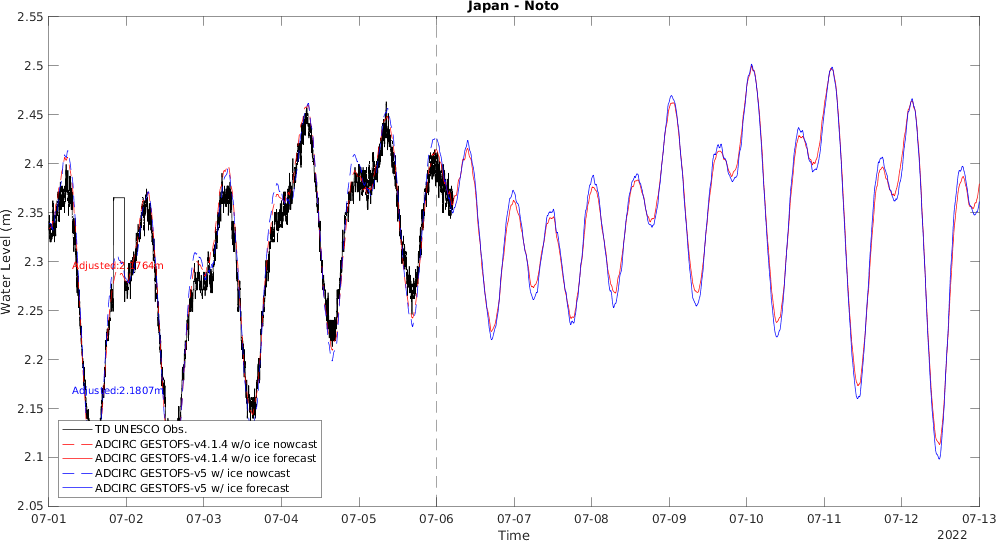 Japan - Noto
2.55
2.5
2.45
2.4
2.35
2.3
2.25
2.2
2.15
2.1
2.05
Water Level (m)
Adjusted:2.1807m
TD UNESCO Obs.
ADCIRC GESTOFS-v4.1.4 w/o ice nowcast
ADCIRC GESTOFS-v4.1.4 w/o ice forecast
ADCIRC GESTOFS-v5 w/ ice nowcast
ADCIRC GESTOFS-v5 w/ ice forecast
07-01 07-02 07-03 07-04 07-05 07-06 07-07 07-08 07-09 07-10 07-11 07-12 07-13
Time
2022